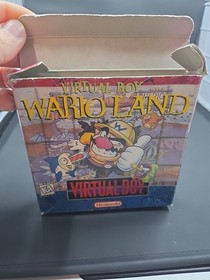 VIRTUAL BOY
WARIO LAND
W
VIRTUAL BOY
Nintendo